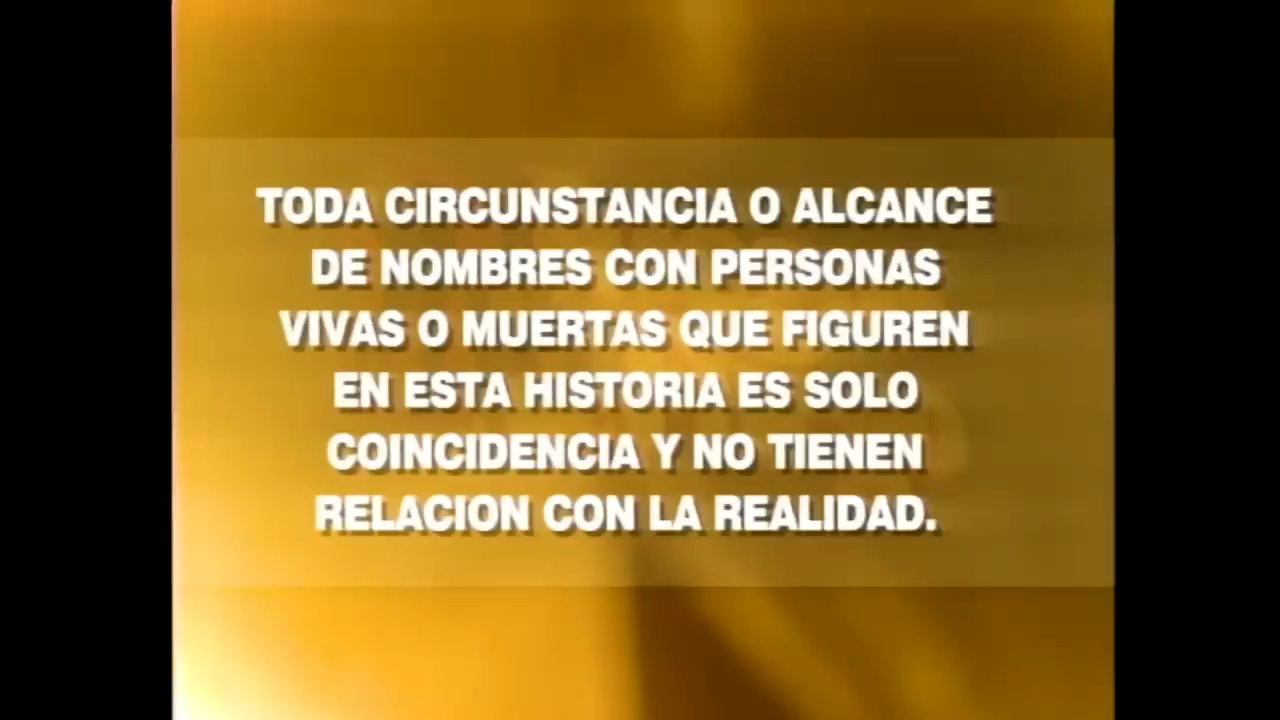 TODA CIRCUNSTANCIA O ALCANCE
DE NOMBRES CON PERSONAS
VIVAS O MUERTAS QUE FIGUREN
EN ESTA HISTORIA ES SOLO
COINCIDENCIA Y NO TIENEN
RELACION CON LA REALIDAD.